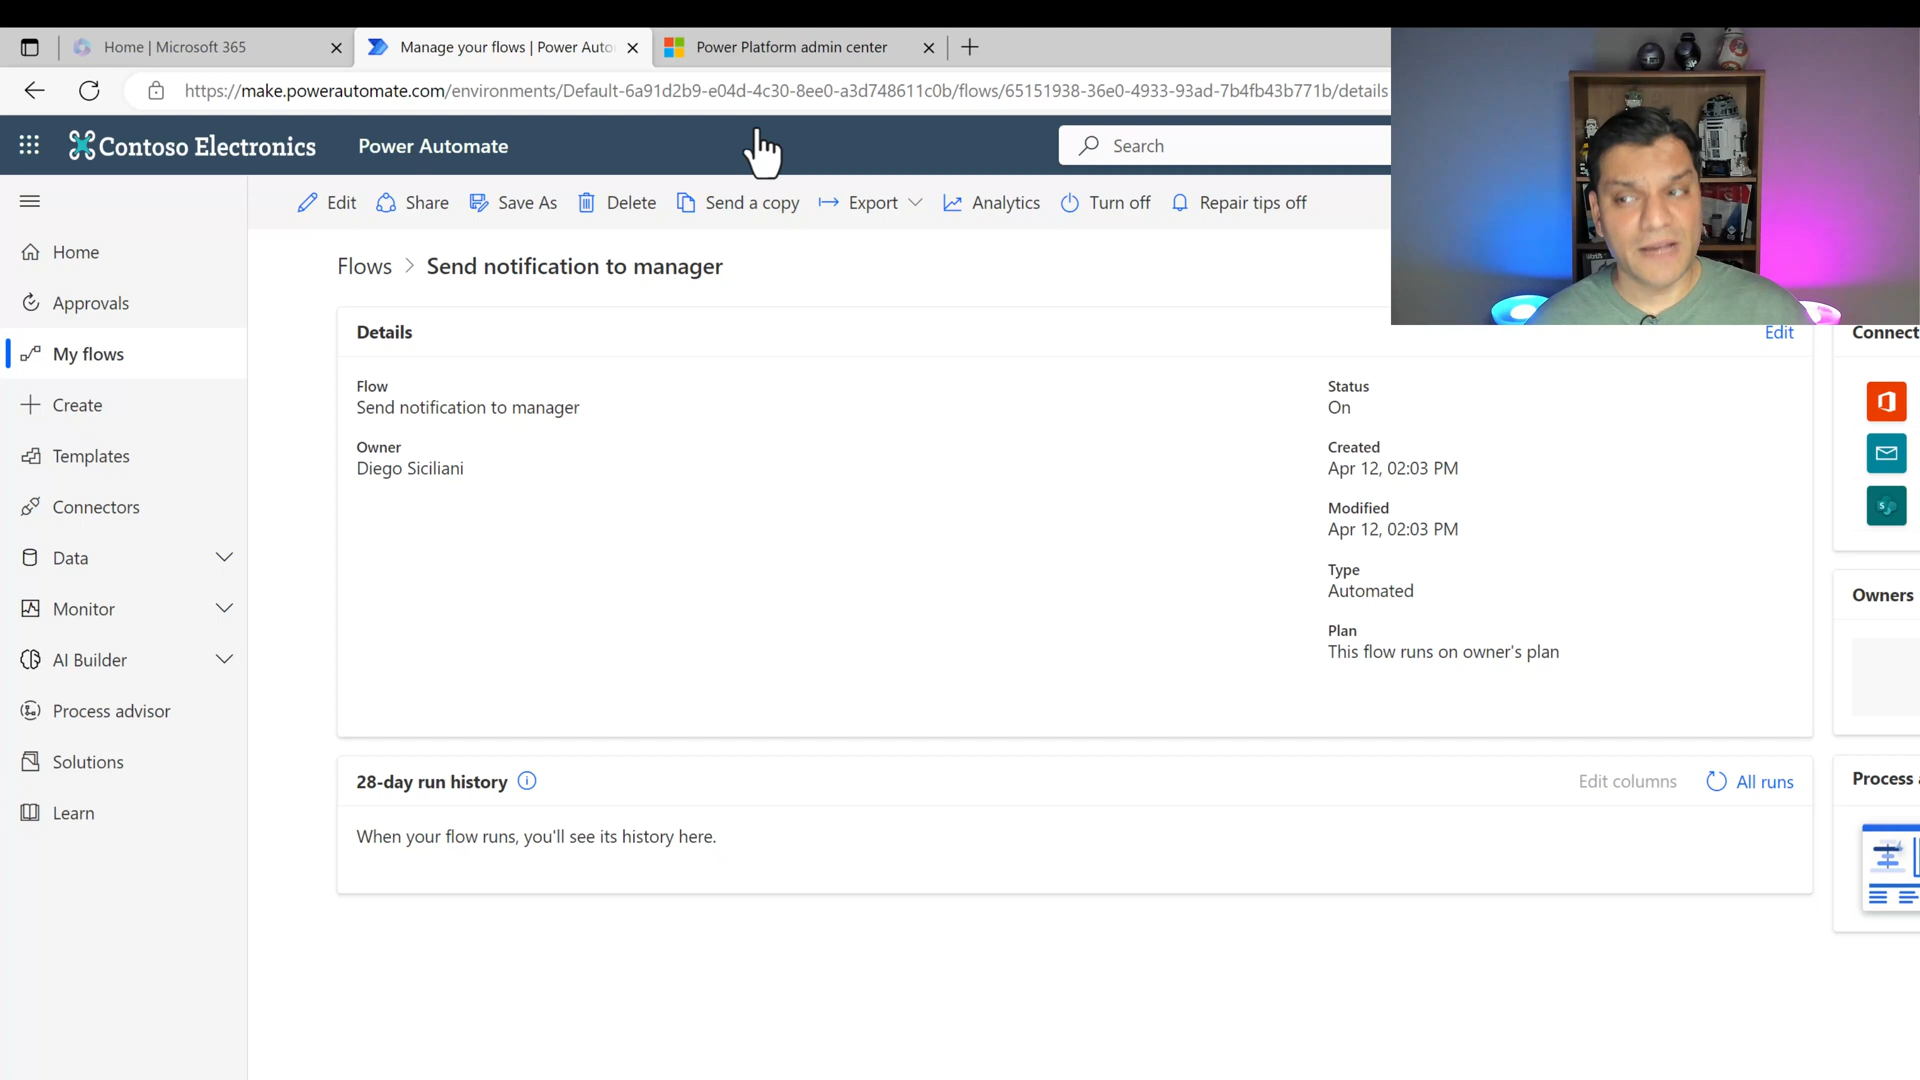 Home | Microsoft 365
Manage your flows | Power Auto
Power Platform admin center
https://make.powerautomate.com/environments/Default-6a91d2b9-e04d-4c30-8ee0-a3d748611c0b/flows/65151938-36e0-4933-93ad-7b4fb43b771b/details
Contoso Electronics
Power Automate
Search
Edit
Share
Save As
Delete
Send a copy
Export
Analytics
Turn off
Repair tips off
Home
Approvals
My flows
Create
Templates
Connectors
Data
Monitor
AI Builder
Process advisor
Solutions
Learn
Flows > Send notification to manager
Details
Edit
Flow
Send notification to manager
Owner
Diego Siciliani
Status
On
Created
Apr 12, 02:03 PM
Modified
Apr 12, 02:03 PM
Type
Automated
Plan
This flow runs on owner's plan
28-day run history
Edit columns
All runs
When your flow runs, you'll see its history here.
Connect
Owners
Process a